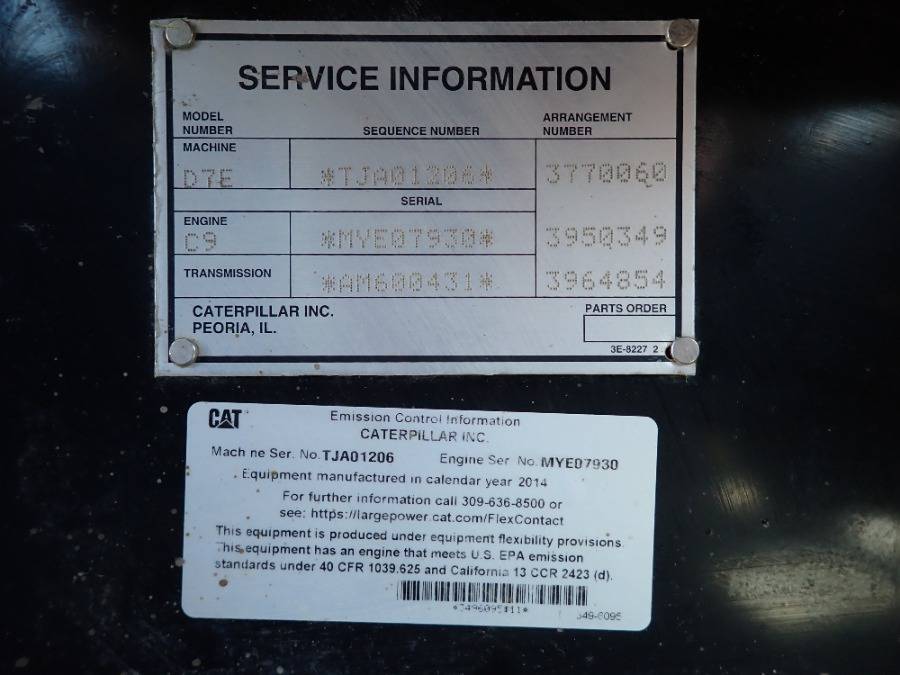 SERVICE INFORMATION
MODEL NUMBER SEQUENCE NUMBER ARRANGEMENT NUMBER
MACHINE
D7E *TJA01206* 3770060
SERIAL
ENGINE
C9 *MYE07930* 3950349
TRANSMISSION *AM600431* 3964854
CATERPILLAR INC. PARTS ORDER
PEORIA, IL.
3E-8227 2
CAT Emission Control Information
CATERPILLAR INC.
Machine Ser. No. TJA01206 Engine Ser. No. MYE07930
Equipment manufactured in calendar year 2014
For further information call 309-636-8500 or
see: https://largepower.cat.com/FlexContact
This equipment is produced under equipment flexibility provisions.
This equipment has an engine that meets U.S. EPA emission
standards under 40 CFR 1039.625 and California 13 CCR 2423 (d).
349-6095